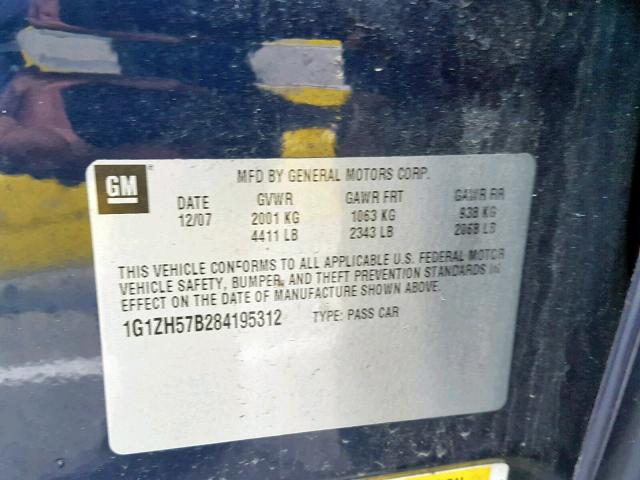 GM
MFD BY GENERAL MOTORS CORP.
DATE GVWR GAWR FRT GAWR RR
12/07 2001 KG 1063 KG 938 KG
4411 LB 2343 LB 2068 LB
THIS VEHICLE CONFORMS TO ALL APPLICABLE U.S. FEDERAL MOTOR
VEHICLE SAFETY, BUMPER, AND THEFT PREVENTION STANDARDS IN
EFFECT ON THE DATE OF MANUFACTURE SHOWN ABOVE.
1G1ZH57B284195312 TYPE: PASS CAR